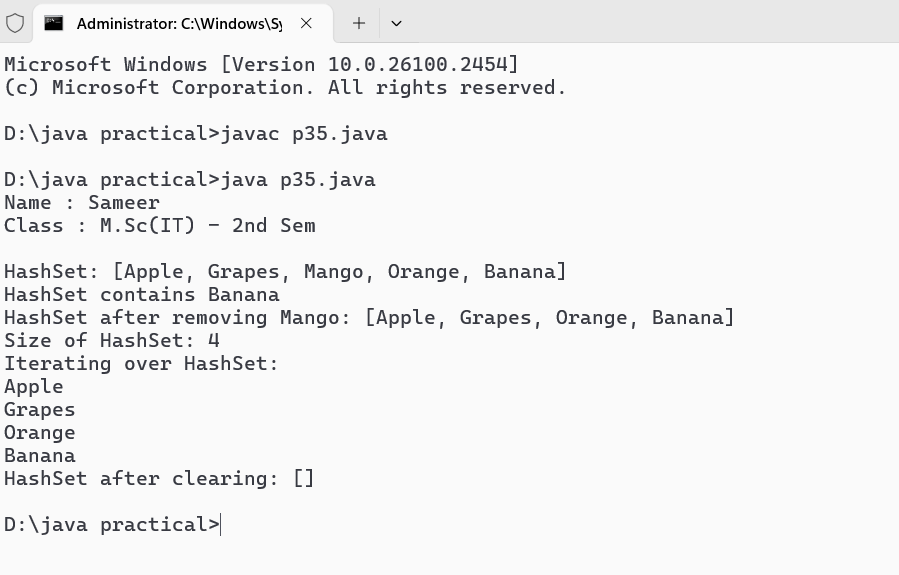 Administrator: C:\Windows\Sy
Microsoft Windows [Version 10.0.26100.2454]
(c) Microsoft Corporation. All rights reserved.
D:\java practical>javac p35.java
D:\java practical>java p35.java
Name : Sameer
Class : M.Sc(IT) - 2nd Sem
HashSet: [Apple, Grapes, Mango, Orange, Banana]
HashSet contains Banana
HashSet after removing Mango: [Apple, Grapes, Orange, Banana]
Size of HashSet: 4
Iterating over HashSet:
Apple
Grapes
Orange
Banana
HashSet after clearing: []
D:\java practical>